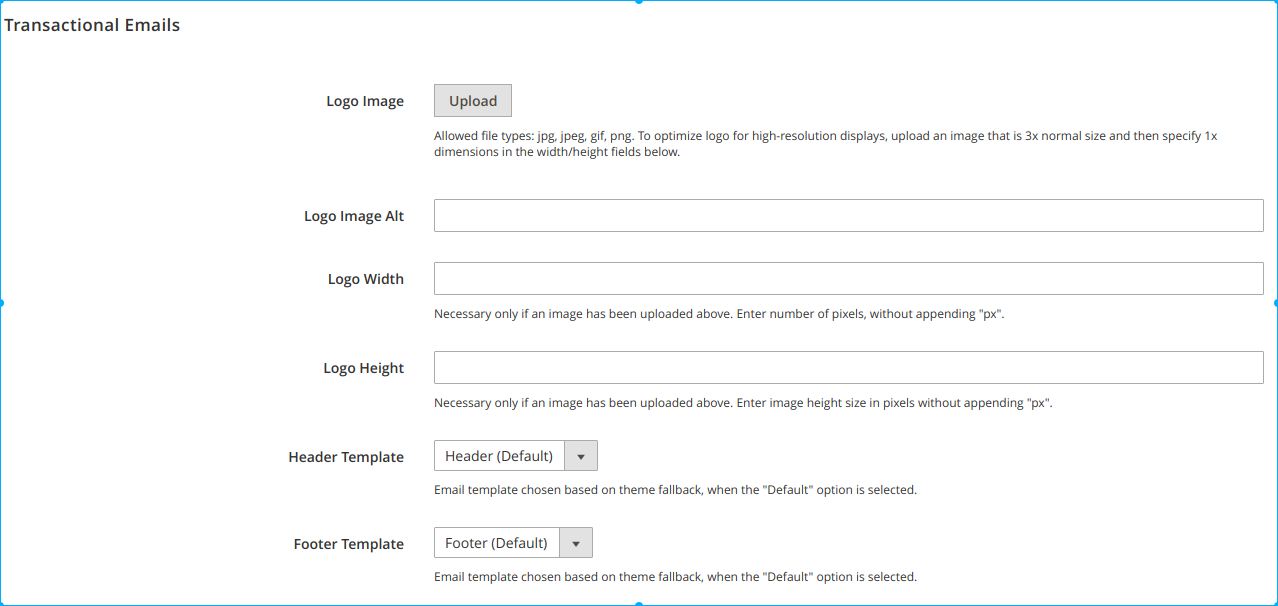 Transactional Emails
Logo Image
Upload
Allowed file types: jpg, jpeg, gif, png. To optimize logo for high-resolution displays, upload an image that is 3x normal size and then specify 1x
dimensions in the width/height fields below.
Logo Image Alt
Logo Width
Necessary only if an image has been uploaded above. Enter number of pixels, without appending "px".
Logo Height
Necessary only if an image has been uploaded above. Enter image height size in pixels without appending "px".
Header Template
Header (Default)
Email template chosen based on theme fallback, when the "Default" option is selected.
Footer Template
Footer (Default)
Email template chosen based on theme fallback, when the "Default" option is selected.